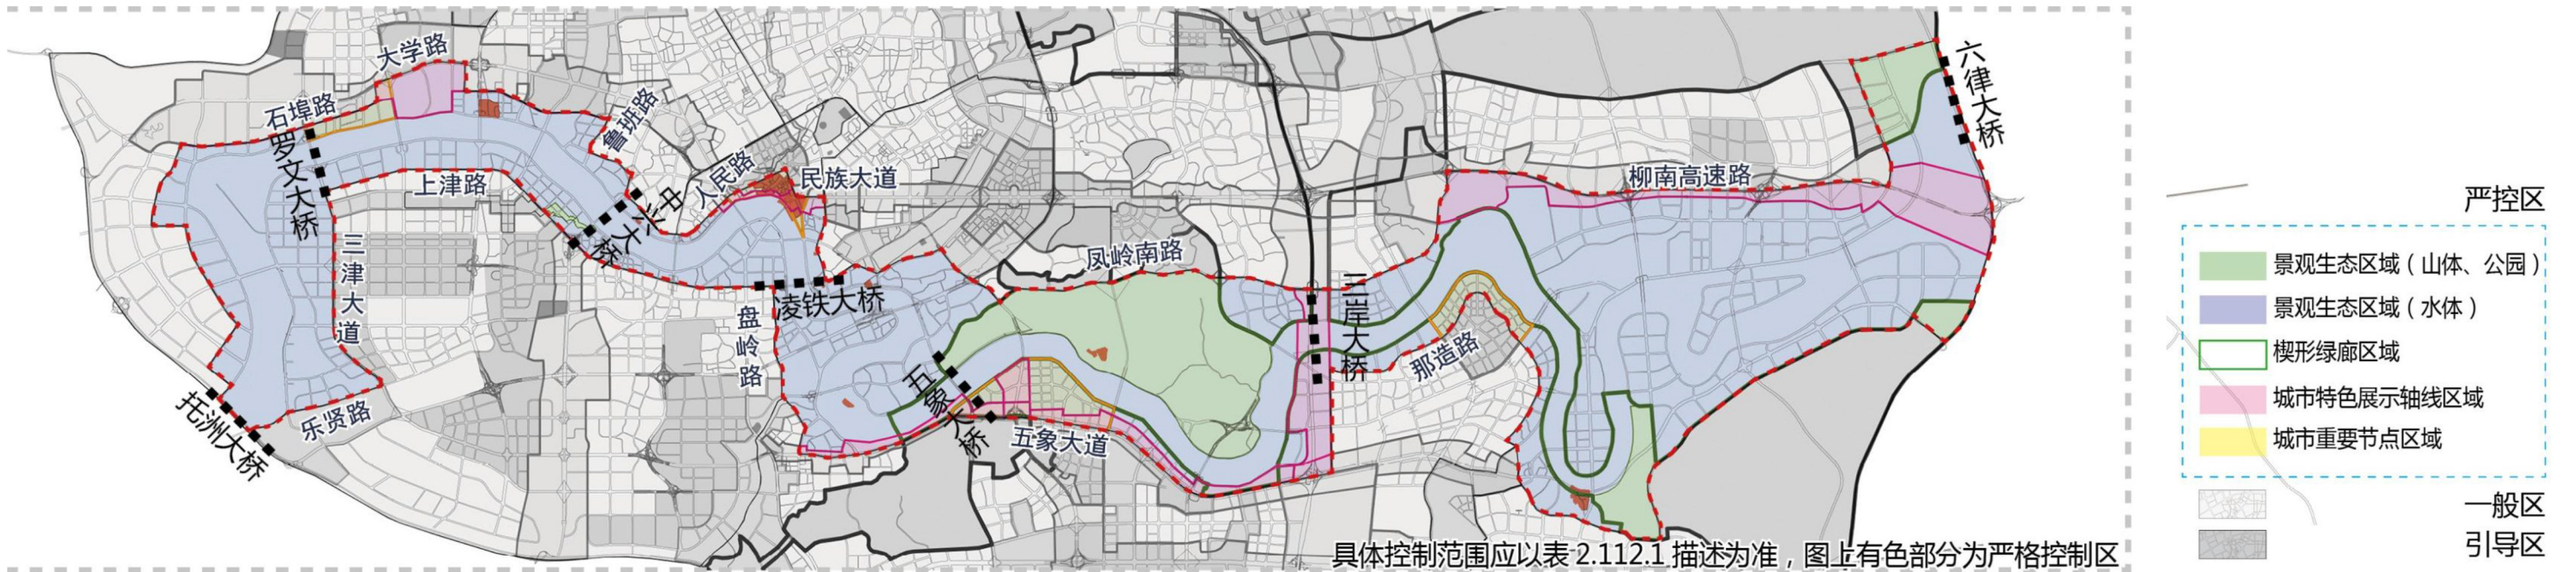 大学路
石埠路
罗文大桥
鲁班路
上津路
中兴大桥
人民路
民族大道
三津大道
凌铁大桥
盘岭路
托洲大桥
乐贤路
五象大桥
五象大道
凤岭南路
三岸大桥
那造路
柳南高速路
六律大桥
具体控制范围应以表 2.112.1 描述为准，图上有色部分为严格控制区
严控区
景观生态区域（山体、公园）
景观生态区域（水体）
楔形绿廊区域
城市特色展示轴线区域
城市重要节点区域
一般区
引导区